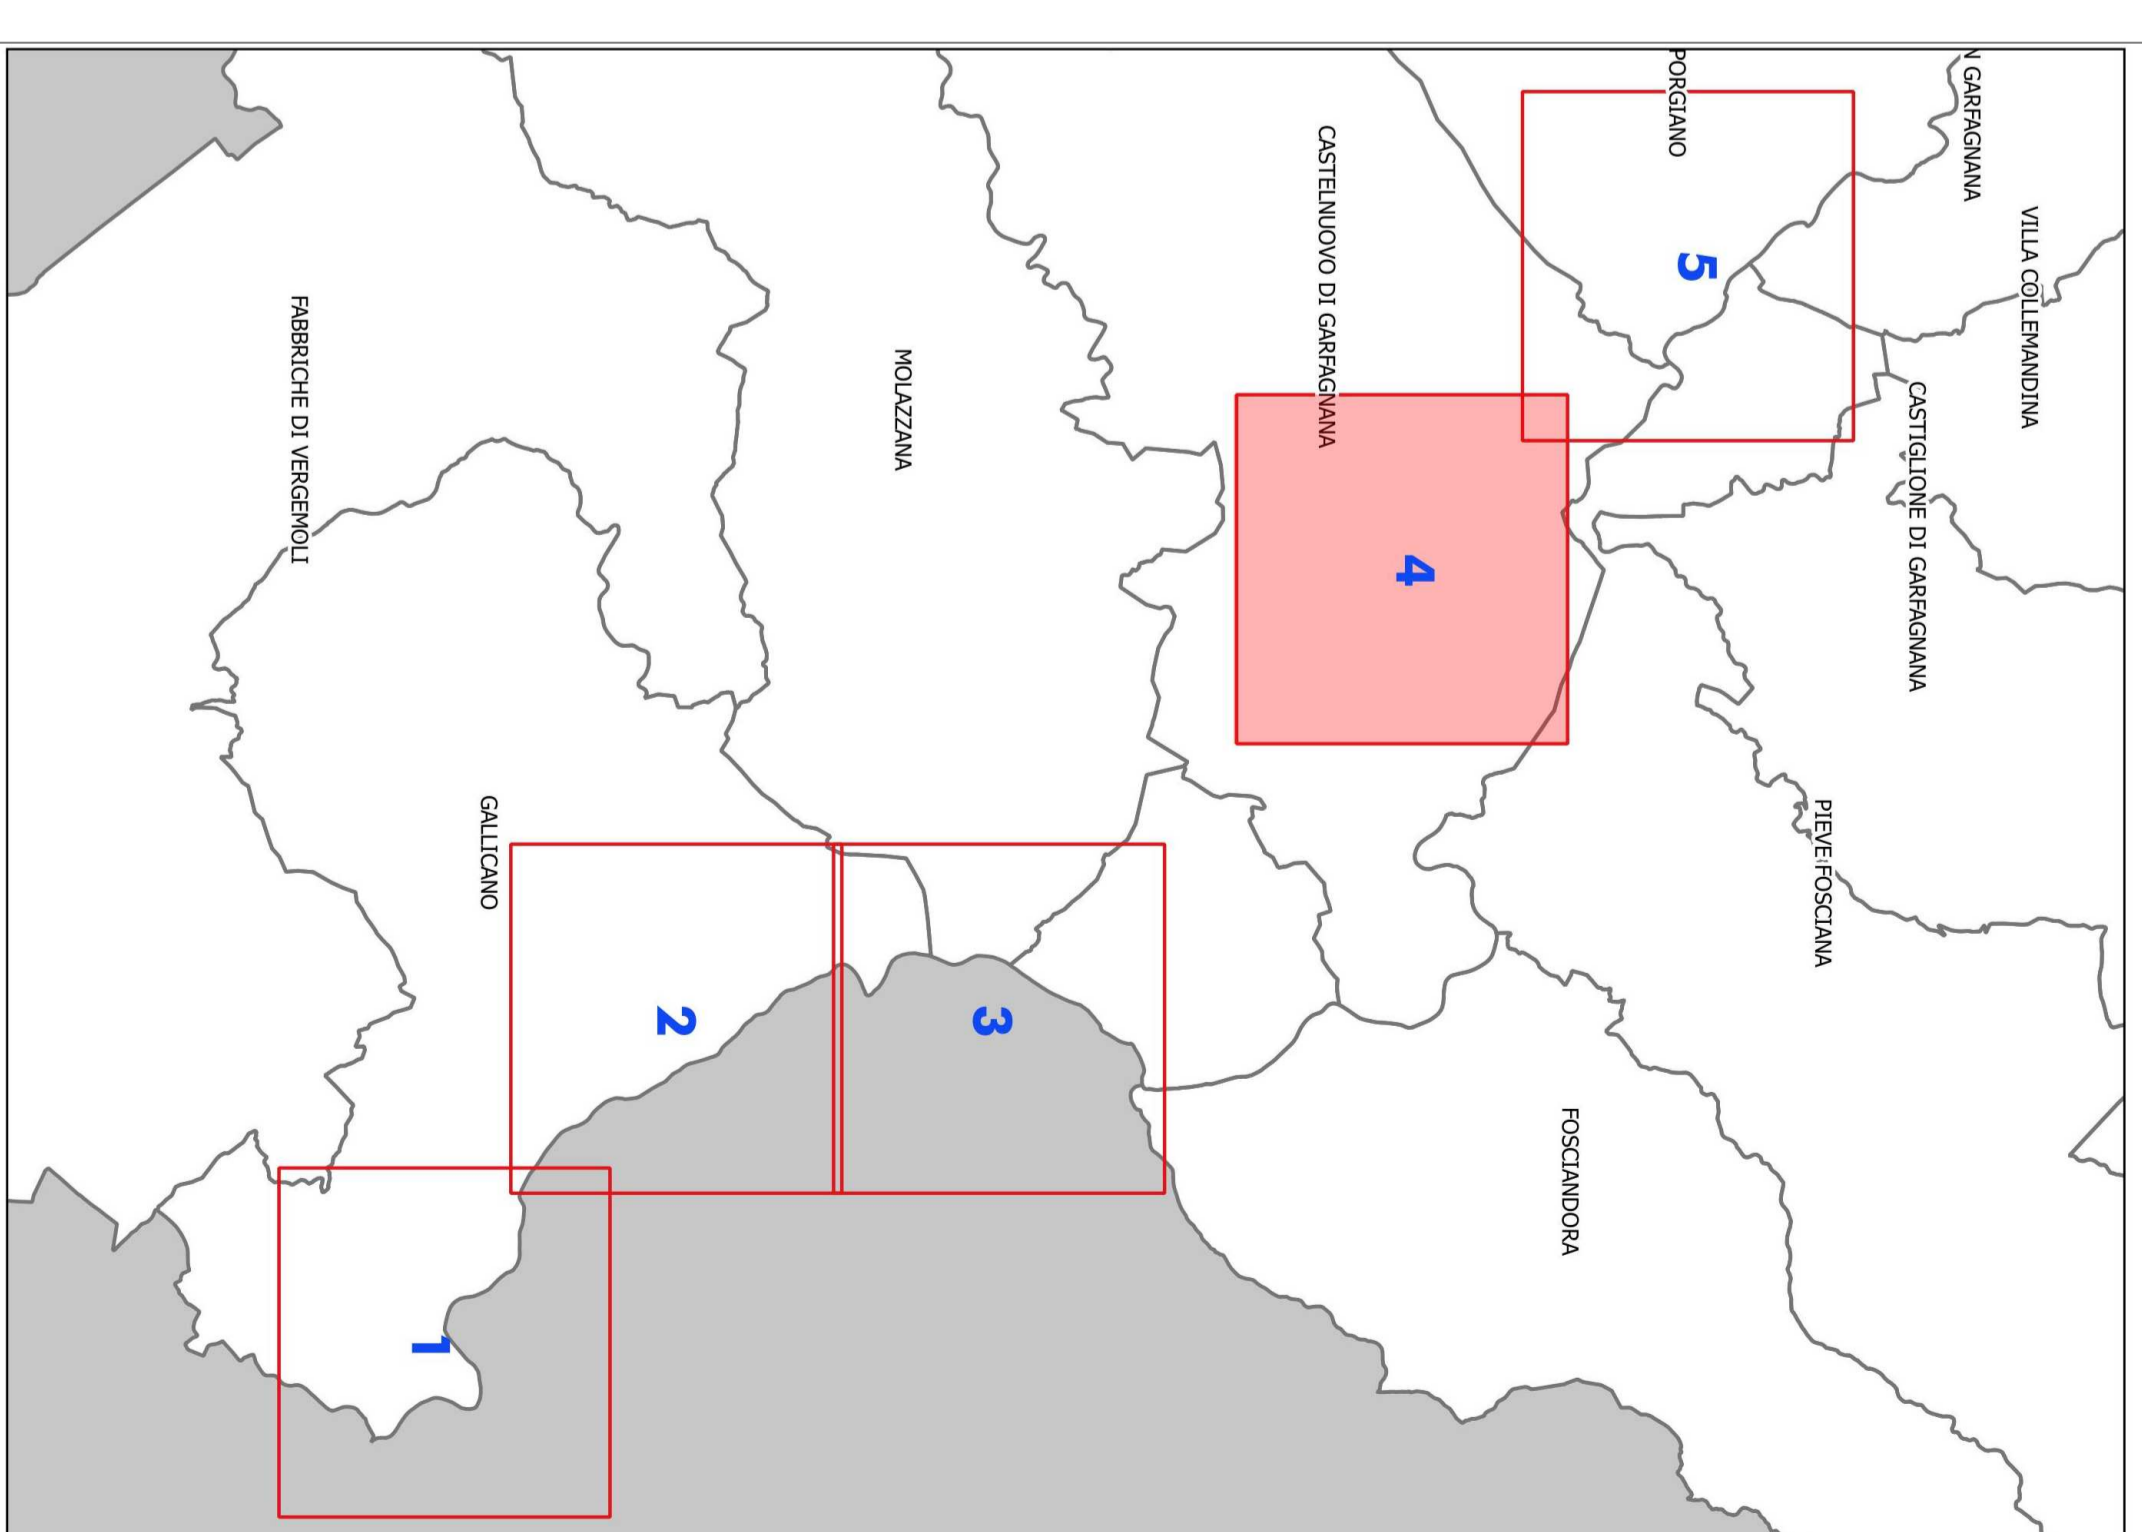 N GARFAGNANA
VILLA COLLEMANDINA
CASTIGLIONE DI GARFAGNANA
PIEVE FOSCIANA
PORGIANO
5
FOSCIANDORA
4
CASTELNUOVO DI GARFAGNANA
3
MOLAZZANA
2
GALLICANO
1
FABBRICHE DI VERGEMOLI